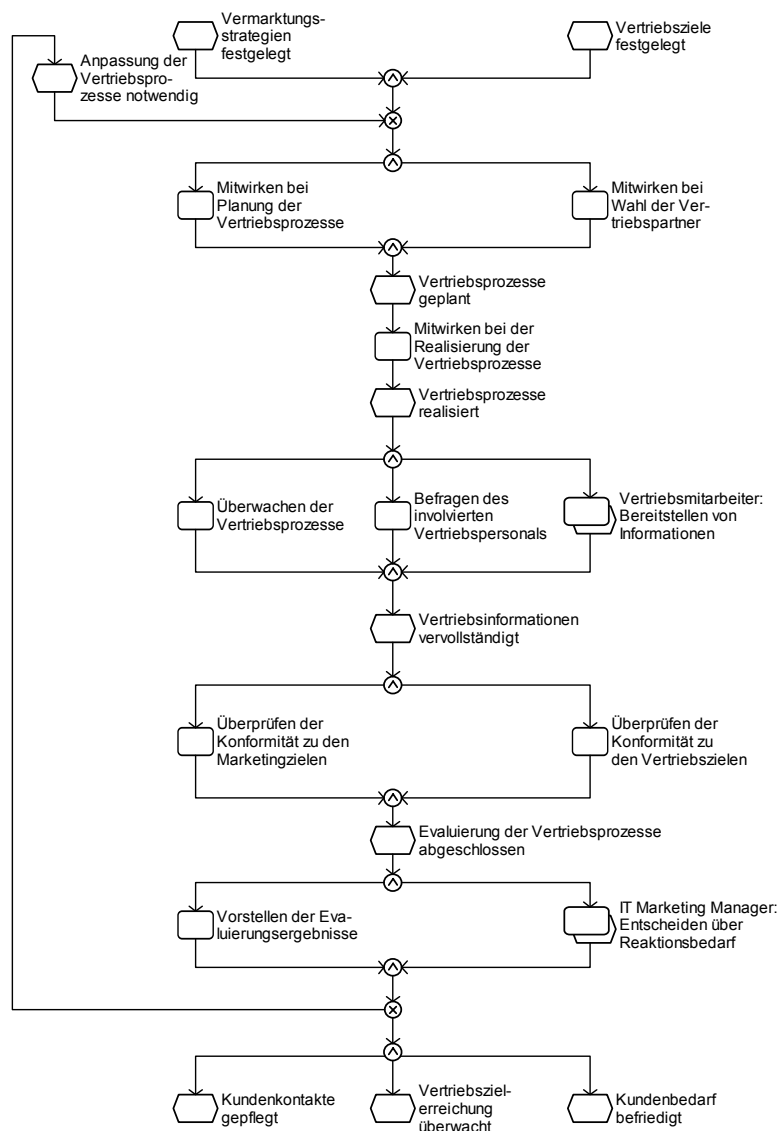 Vermarktungs-
strategien
festgelegt
Vertriebsziele
festgelegt
Anpassung der
Vertriebspro-
zesse notwendig
Mitwirken bei
Planung der
Vertriebsprozesse
Mitwirken bei
Wahl der Ver-
triebspartner
Vertriebsprozesse
geplant
Mitwirken bei der
Realisierung der
Vertriebsprozesse
Vertriebsprozesse
realisiert
Überwachen der
Vertriebsprozesse
Befragen des
involvierten
Vertriebspersonals
Vertriebsmitarbeiter:
Bereitstellen von
Informationen
Vertriebsinformationen
vervollständigt
Überprüfen der
Konformität zu den
Marketingzielen
Überprüfen der
Konformität zu
den Vertriebszielen
Evaluierung der Vertriebsprozesse
abgeschlossen
Vorstellen der Eva-
luierungsergebnisse
IT Marketing Manager:
Entscheiden über
Reaktionsbedarf
Kundenkontakte
gepflegt
Vertriebsziel-
erreichung
überwacht
Kundenbedarf
befriedigt